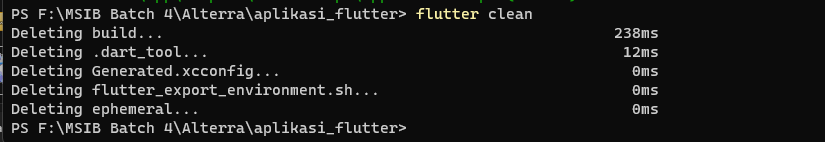 PS F:\MSIB Batch 4\Alterra\aplikasi_flutter> flutter clean
Deleting build... 238ms
Deleting .dart_tool... 12ms
Deleting Generated.xcconfig... 0ms
Deleting flutter_export_environment.sh... 0ms
Deleting ephemeral... 0ms
PS F:\MSIB Batch 4\Alterra\aplikasi_flutter>